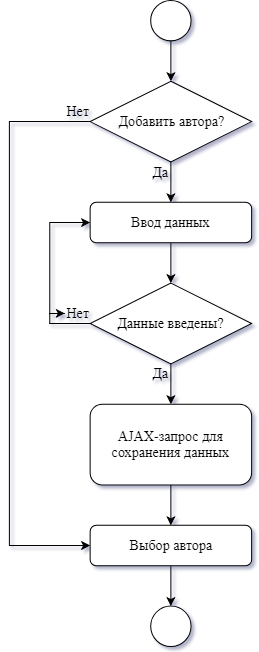 Нет
Добавить автора?
Да
Ввод данных
Нет
Данные введены?
Да
AJAX-запрос для
сохранения данных
Выбор автора